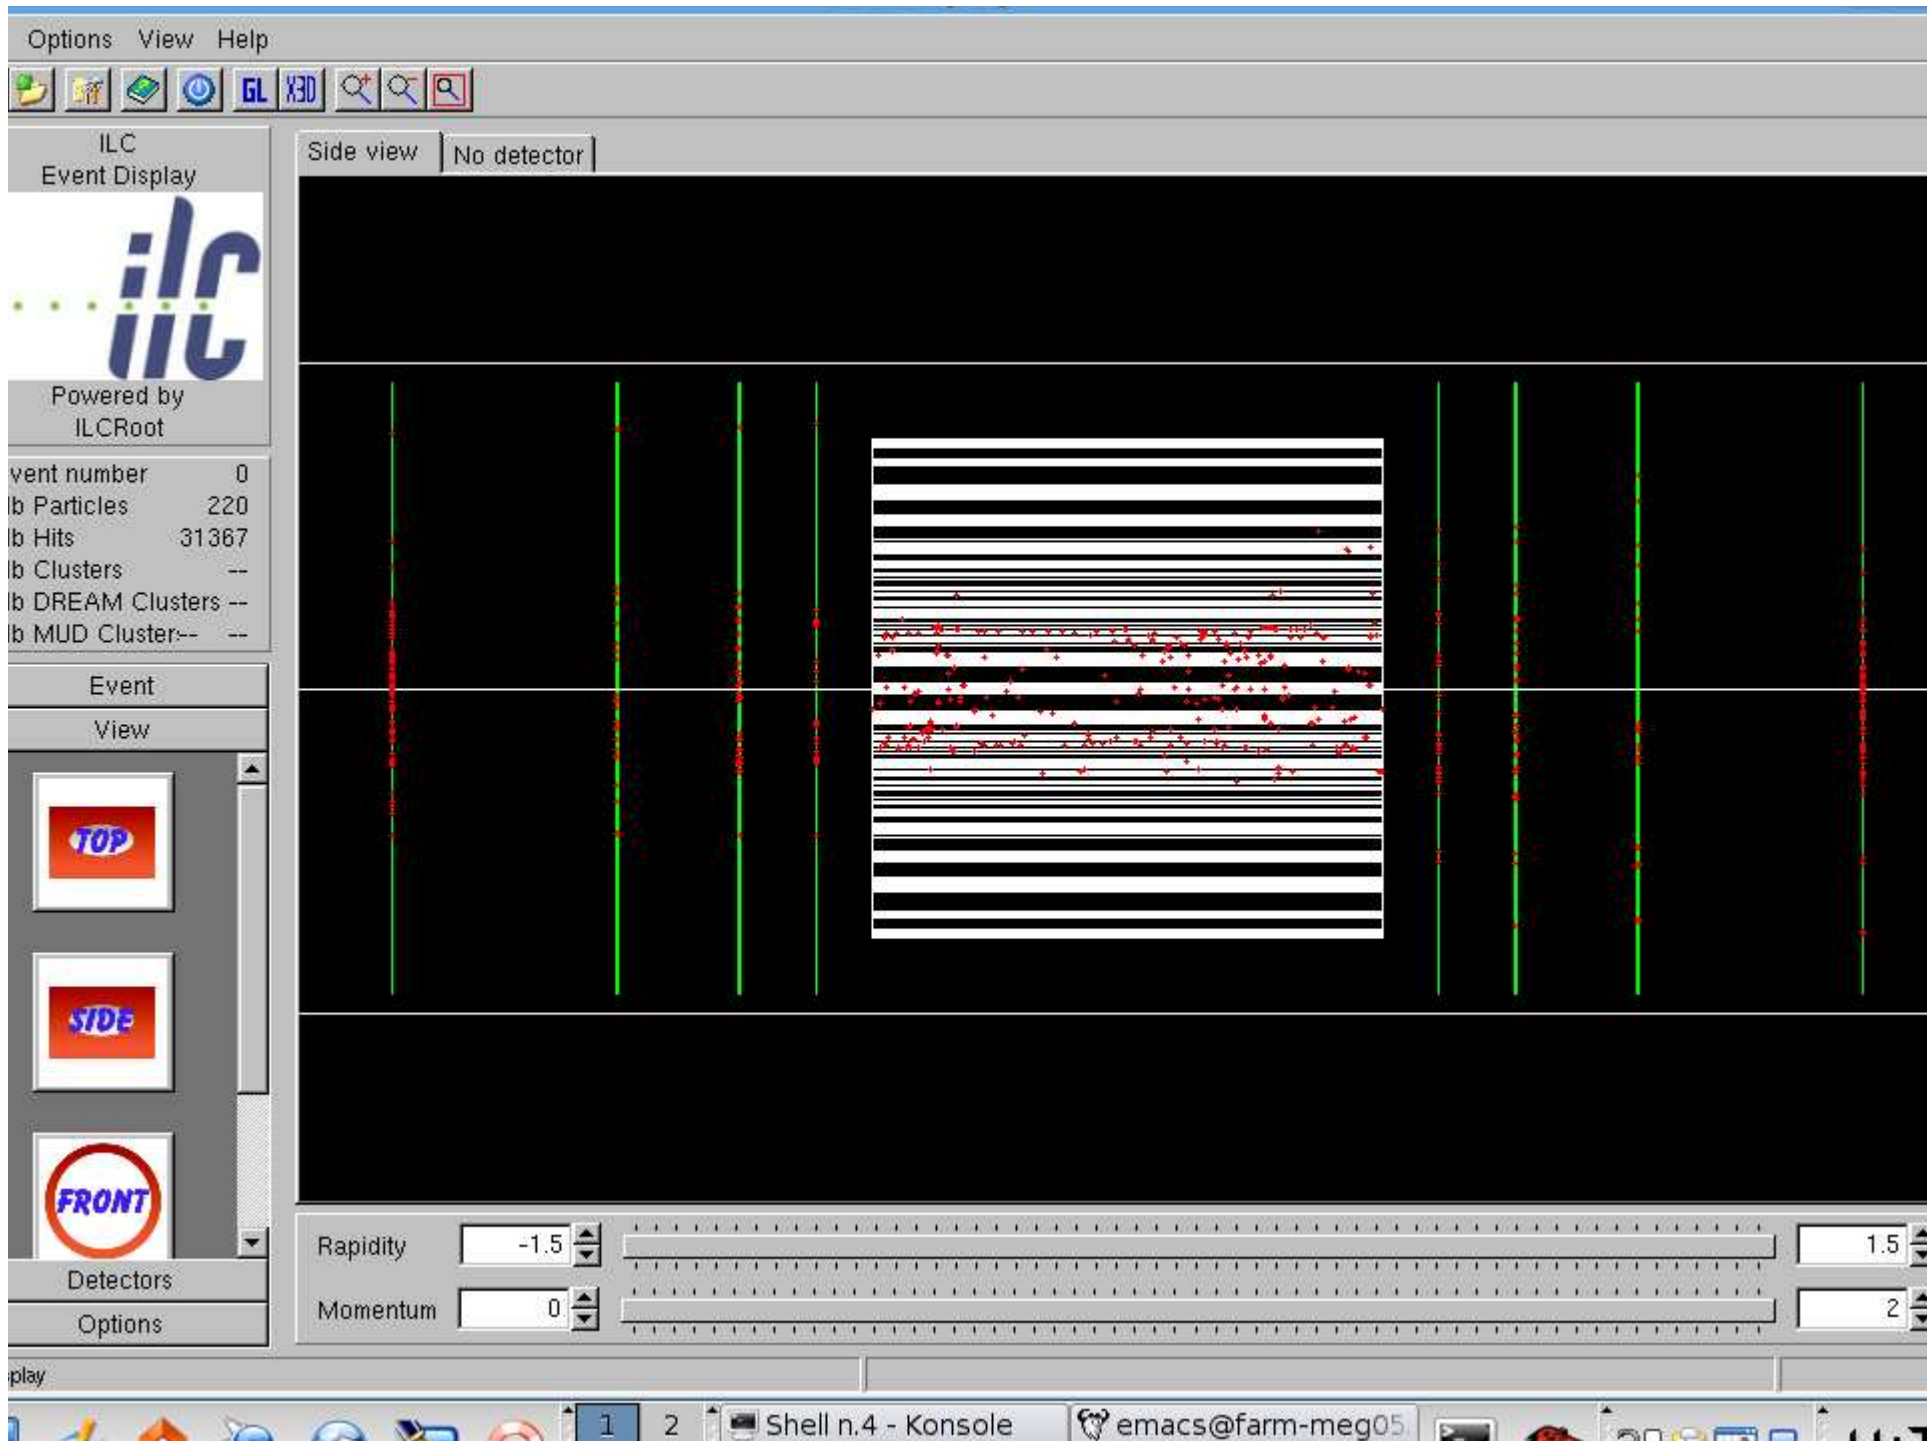 Options View Help
GL X3D
ILC
Event Display
ilc
Powered by
ILCRoot
vent number 0
lb Particles 220
lb Hits 31367
lb Clusters --
lb DREAM Clusters --
lb MUD Cluster:-- --
Event
View
TOP
SIDE
FRONT
Detectors
Options
Side view No detector
Rapidity -1.5 1.5
Momentum 0 2
play
1 2 Shell n.4 - Konsole emacs@farm-meg05.